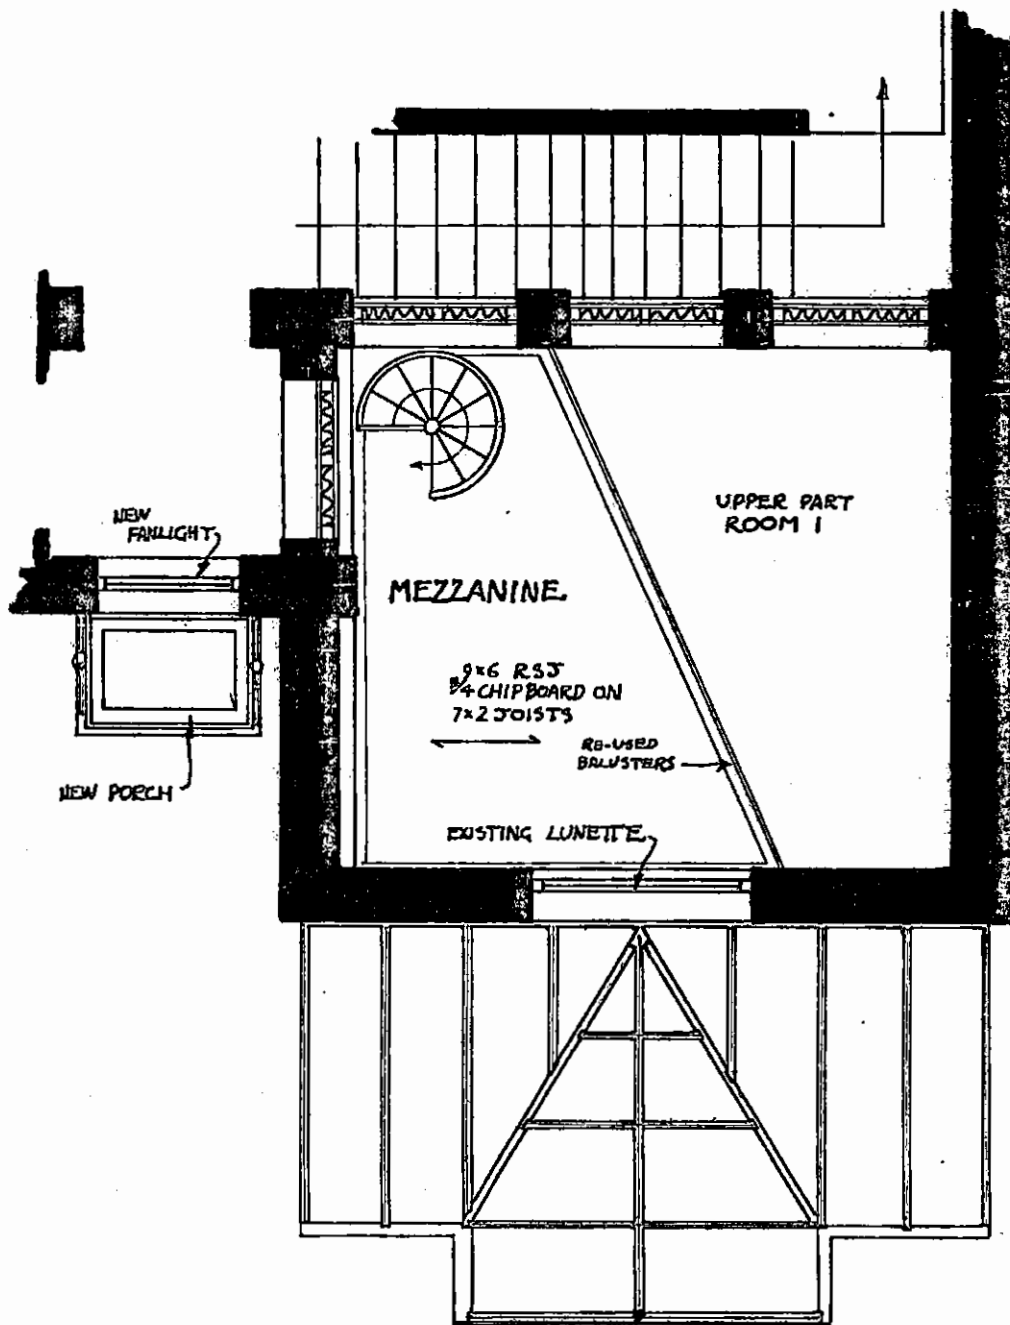 NEW
FANLIGHT
UPPER PART
ROOM 1
MEZZANINE
9×6 RSJ
3/4 CHIPBOARD ON
7×2 JOISTS
RE-USED
BALUSTERS
NEW PORCH
EXISTING LUNETTE